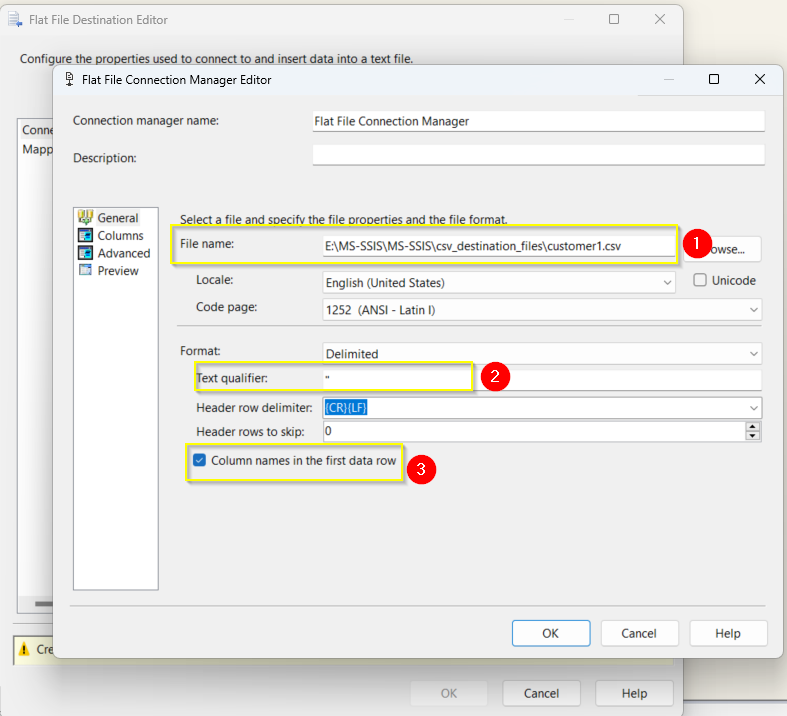 Flat File Destination Editor
Configure the properties used to connect to and insert data into a text file.
Flat File Connection Manager Editor
Conne
Mapp
Connection manager name:
Flat File Connection Manager
Description:
General
Columns
Advanced
Preview
Select a file and specify the file properties and the file format.
File name:
E:\MS-SSIS\MS-SSIS\csv_destination_files\customer1.csv
1
owse...
Locale:
English (United States)
Unicode
Code page:
1252 (ANSI - Latin I)
Format:
Delimited
Text qualifier:
"
2
Header row delimiter:
{CR}{LF}
Header rows to skip:
0
Column names in the first data row
3
OK
Cancel
Help
Cre
OK
Cancel
Help